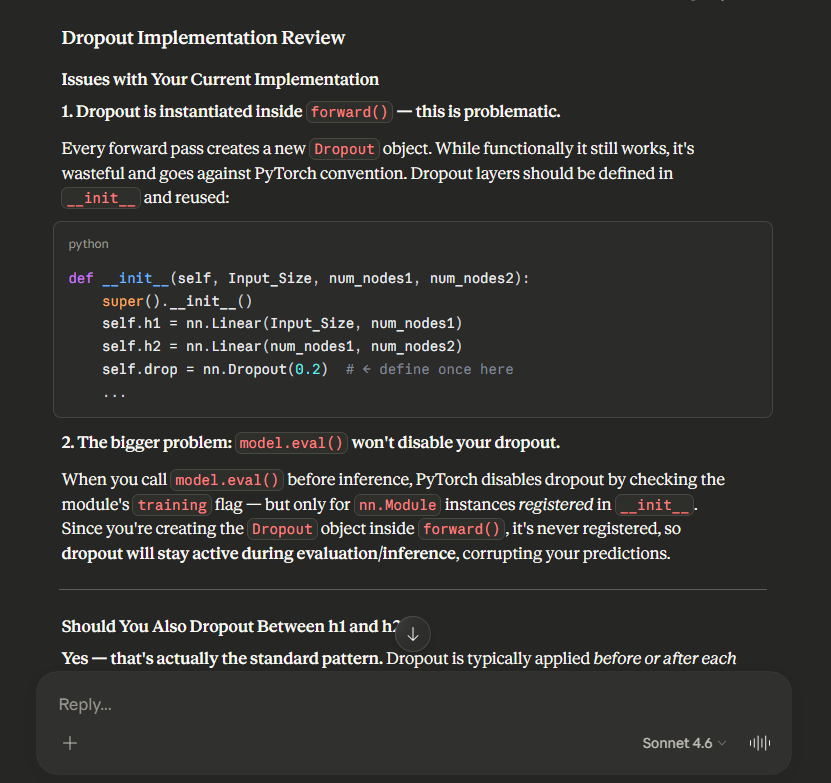 Dropout Implementation Review
Issues with Your Current Implementation
1. Dropout is instantiated inside forward() — this is problematic.
Every forward pass creates a new Dropout object. While functionally it still works, it's
wasteful and goes against PyTorch convention. Dropout layers should be defined in
__init__ and reused:
python
def __init__(self, Input_Size, num_nodes1, num_nodes2):
    super().__init__()
    self.h1 = nn.Linear(Input_Size, num_nodes1)
    self.h2 = nn.Linear(num_nodes1, num_nodes2)
    self.drop = nn.Dropout(0.2)  # ← define once here
    ...
2. The bigger problem: model.eval() won't disable your dropout.
When you call model.eval() before inference, PyTorch disables dropout by checking the
module's training flag — but only for nn.Module instances registered in __init__.
Since you're creating the Dropout object inside forward(), it's never registered, so
dropout will stay active during evaluation/inference, corrupting your predictions.
Should You Also Dropout Between h1 and h2
Yes — that's actually the standard pattern. Dropout is typically applied before or after each
Reply...
Sonnet 4.6